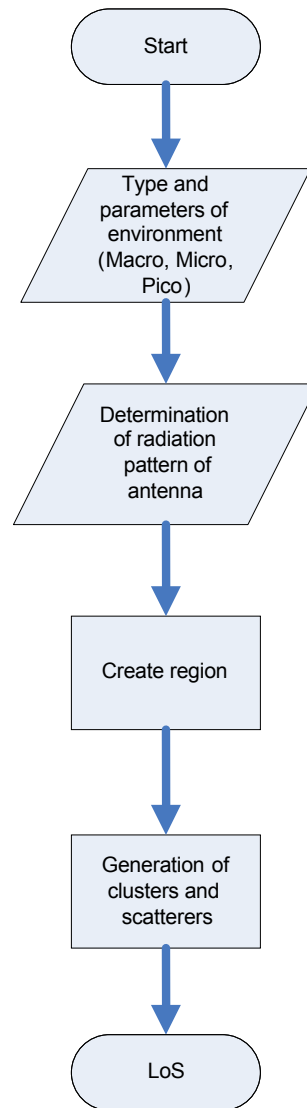 Start
Type and
parameters of
environment
(Macro, Micro,
Pico)
Determination
of radiation
pattern of
antenna
Create region
Generation of
clusters and
scatterers
LoS